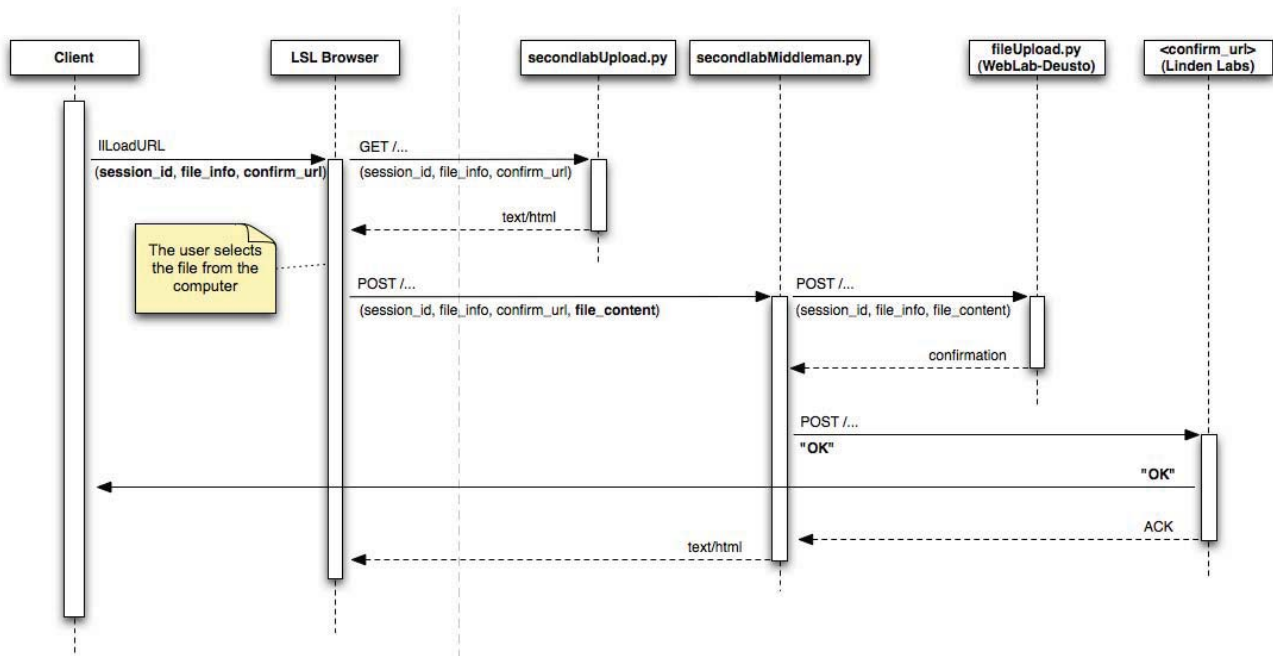 Client
LSL Browser
secondlabUpload.py
secondlabMiddleman.py
fileUpload.py
(WebLab-Deusto)
<confirm_url>
(Linden Labs)
llLoadURL
(session_id, file_info, confirm_url)
GET /...
(session_id, file_info, confirm_url)
text/html
The user selects
the file from the
computer
POST /...
(session_id, file_info, confirm_url, file_content)
POST /...
(session_id, file_info, file_content)
confirmation
POST /...
"OK"
"OK"
ACK
text/html